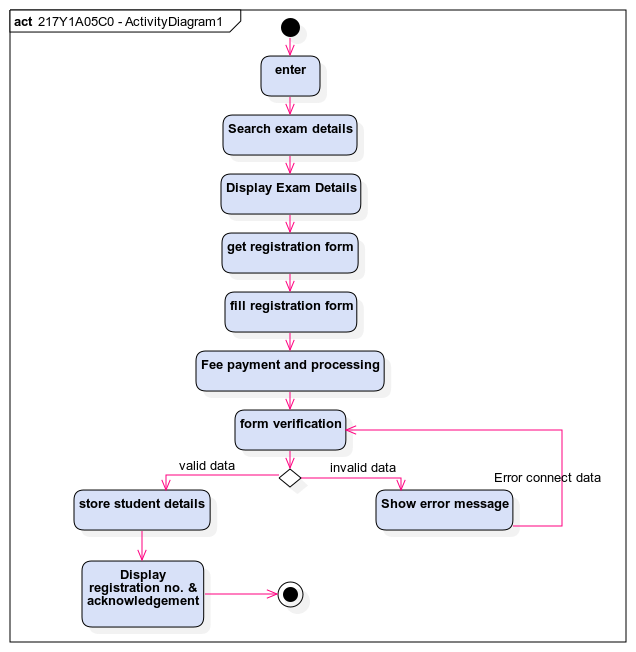 act 217Y1A05C0 - ActivityDiagram1
enter
Search exam details
Display Exam Details
get registration form
fill registration form
Fee payment and processing
form verification
valid data
invalid data
Error connect data
store student details
Show error message
Display
registration no. &
acknowledgement